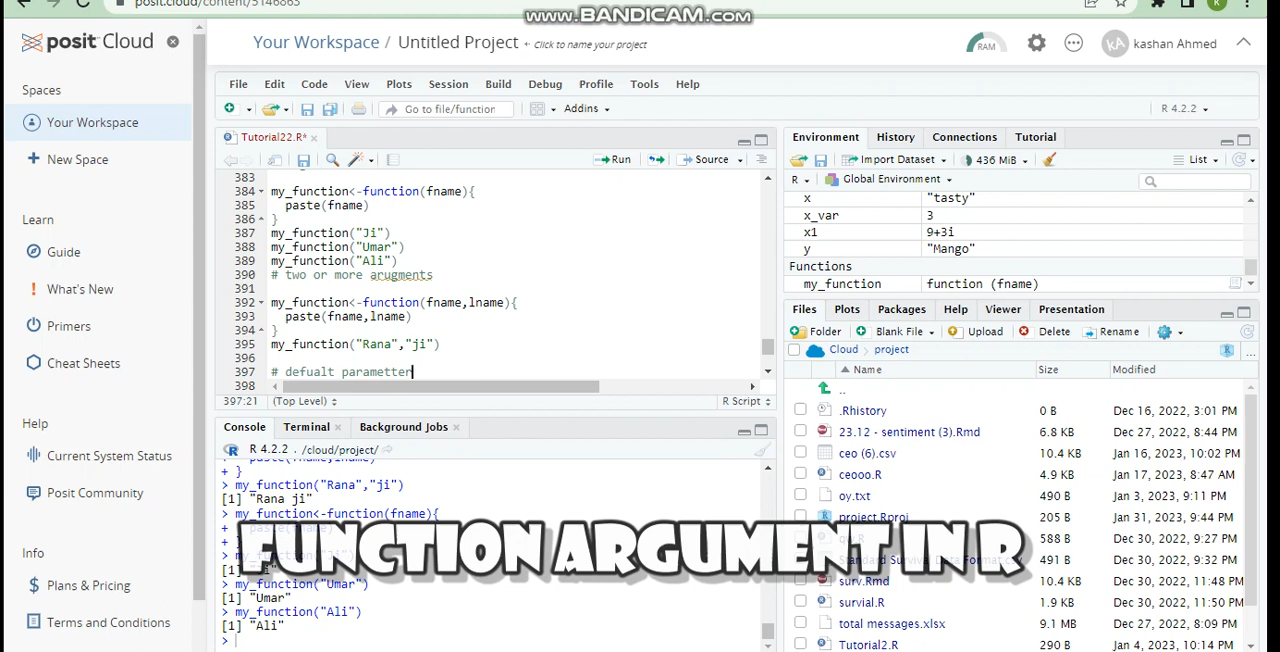 posit.cloud/content/5146863
www.BANDICAM.com
posit Cloud
Your Workspace / Untitled Project ← Click to name your project
RAM
KA kashan Ahmed
Spaces
Your Workspace
New Space
Learn
Guide
What's New
Primers
Cheat Sheets
Help
Current System Status
Posit Community
Info
Plans & Pricing
Terms and Conditions
File Edit Code View Plots Session Build Debug Profile Tools Help
Go to file/function Addins R 4.2.2
Tutorial22.R*
Run Source
383
384 my_function<-function(fname){
385 paste(fname)
386 }
387 my_function("Ji")
388 my_function("Umar")
389 my_function("Ali")
390 # two or more arugments
391
392 my_function<-function(fname,lname){
393 paste(fname,lname)
394 }
395 my_function("Rana","ji")
396
397 # defualt parametter
398
397:21 (Top Level) R Script
Console Terminal Background Jobs
R 4.2.2 . /cloud/project/
+ paste(fname,lname)
+ }
> my_function("Rana","ji")
[1] "Rana ji"
> my_function<-function(fname){
+ paste(fname)
+ }
> my_function("Ji")
[1] "Ji"
> my_function("Umar")
[1] "Umar"
> my_function("Ali")
[1] "Ali"
>
FUNCTION ARGUMENT IN R
Environment History Connections Tutorial
Import Dataset 436 MiB List
R Global Environment
x "tasty"
x_var 3
x1 9+3i
y "Mango"
Functions
my_function function (fname)
Files Plots Packages Help Viewer Presentation
Folder Blank File Upload Delete Rename
Cloud project R ...
Name Size Modified
..
.Rhistory 0 B Dec 16, 2022, 3:01 PM
23.12 - sentiment (3).Rmd 6.8 KB Dec 27, 2022, 8:44 PM
ceo (6).csv 10.4 KB Jan 16, 2023, 10:02 PM
ceooo.R 4.9 KB Jan 17, 2023, 8:47 AM
oy.txt 490 B Jan 3, 2023, 9:11 PM
project.Rproj 205 B Jan 31, 2023, 9:44 PM
588 B Dec 30, 2022, 9:27 PM
Standard Survival Data Format 491 B Dec 30, 2022, 9:32 PM
surv.Rmd 10.4 KB Dec 30, 2022, 11:48 PM
survial.R 1.9 KB Dec 30, 2022, 11:50 PM
total messages.xlsx 9.1 MB Dec 27, 2022, 8:09 PM
Tutorial2.R 290 B Jan 4, 2023, 10:14 PM